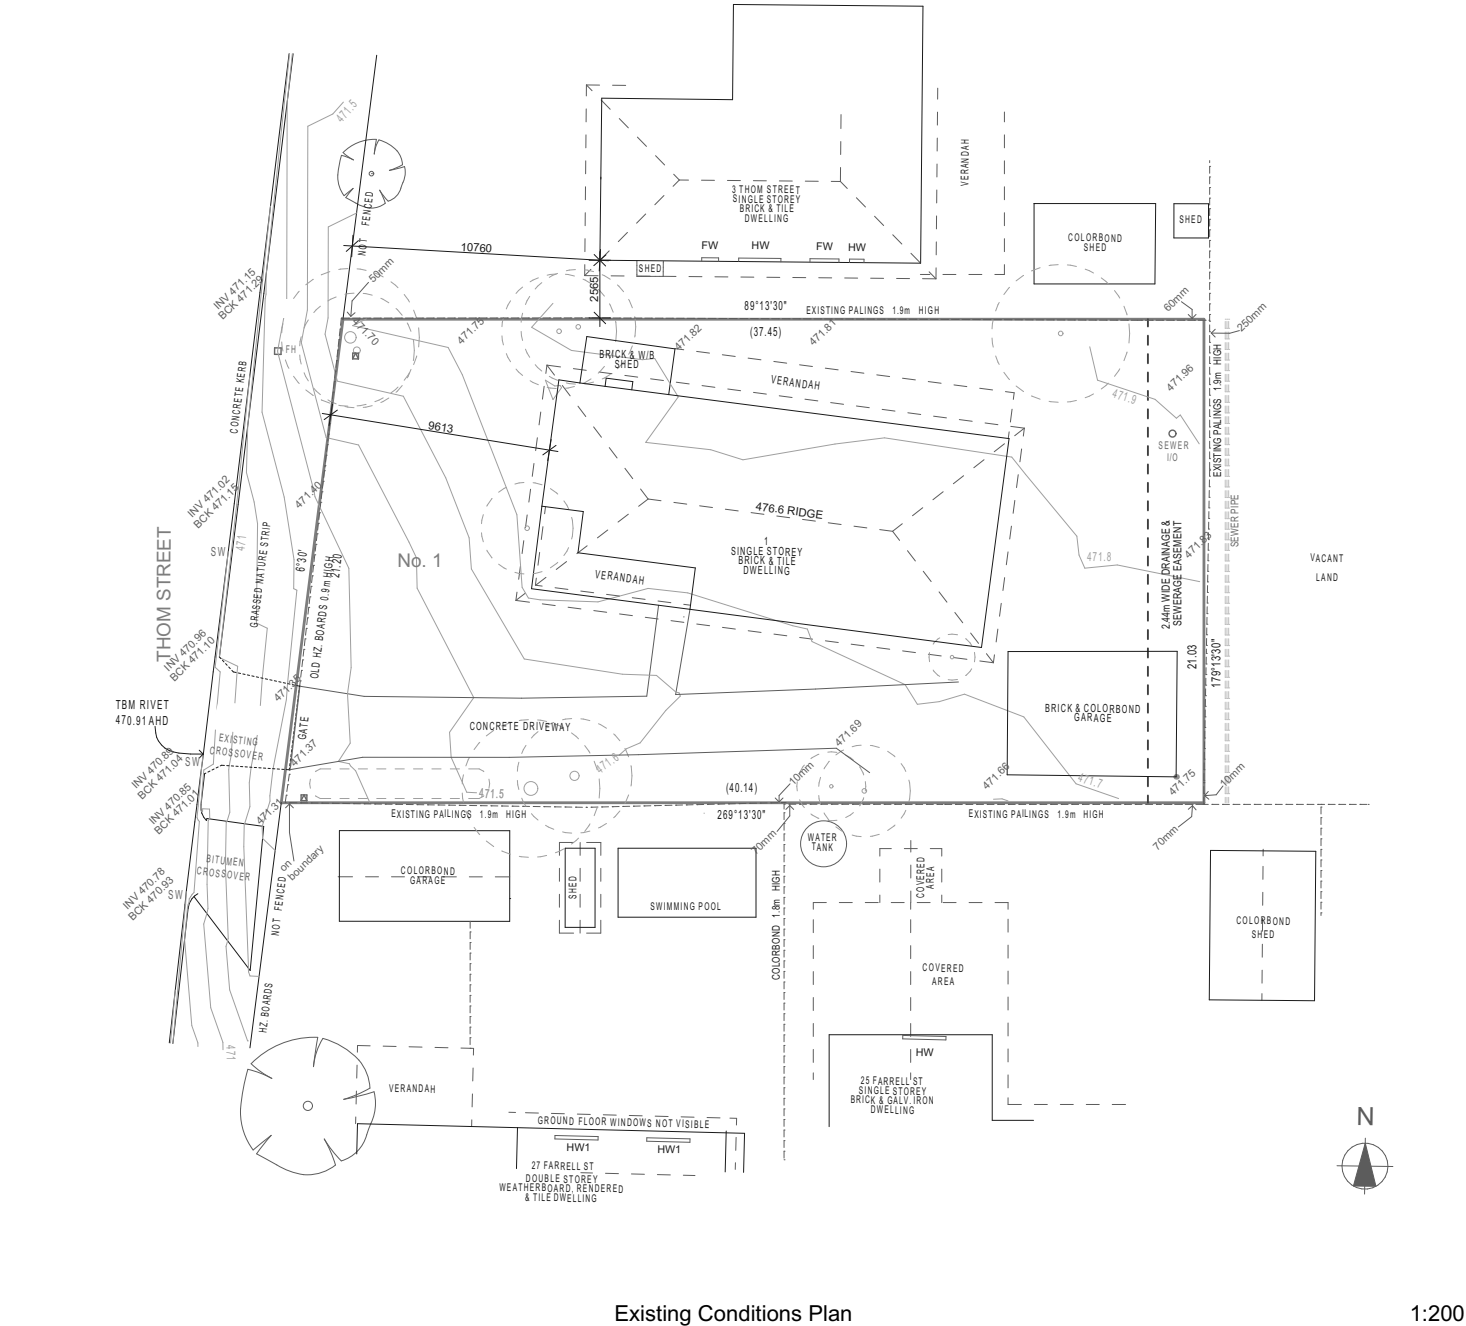 471.5
NOT FENCED
10760
50mm
3 THOM STREET
SINGLE STOREY
BRICK & TILE
DWELLING
VERANDAH
FW
HW
FW
HW
SHED
COLORBOND
SHED
SHED
2565
INV 471.15
BCK 471.29
89°13'30"
EXISTING PALINGS 1.9m HIGH
(37.45)
60mm
250mm
471.70
471.75
471.82
471.81
471.96
FH
BRICK & W/B
SHED
VERANDAH
471.9
CONCRETE KERB
9613
EXISTING PALINGS 1.9m HIGH
SEWER
I/O
INV 471.02
BCK 471.15
471.40
476.6 RIDGE
SEWER PIPE
THOM STREET
SW
471
GRASSED NATURE STRIP
6°30'
21.20
OLD HZ. BOARDS 0.9m HIGH
No. 1
1
SINGLE STOREY
BRICK & TILE
DWELLING
VERANDAH
471.8
471.83
2.44m WIDE DRAINAGE &
SEWERAGE EASEMENT
VACANT
LAND
INV 470.96
BCK 471.10
21.03
179°13'30"
TBM RIVET
470.91 AHD
GATE
CONCRETE DRIVEWAY
BRICK & COLORBOND
GARAGE
EXISTING
CROSSOVER
471.37
471.69
SW
INV 470.89
BCK 471.04
471.6
10mm
471.66
471.7
471.75
10mm
INV 470.85
BCK 471.01
471.31
471.5
(40.14)
EXISTING PALINGS 1.9m HIGH
269°13'30"
EXISTING PALINGS 1.9m HIGH
70mm
70mm
WATER
TANK
on
boundary
BITUMEN
CROSSOVER
COLORBOND
GARAGE
SHED
SWIMMING POOL
COVERED
AREA
INV 470.78
BCK 470.93
SW
NOT FENCED
COLORBOND 1.8m HIGH
COLORBOND
SHED
COVERED
AREA
HZ. BOARDS
471
HW
VERANDAH
25 FARRELL ST
SINGLE STOREY
BRICK & GALV. IRON
DWELLING
GROUND FLOOR WINDOWS NOT VISIBLE
HW1
HW1
27 FARRELL ST
DOUBLE STOREY
WEATHERBOARD, RENDERED
& TILE DWELLING
N
Existing Conditions Plan
1:200